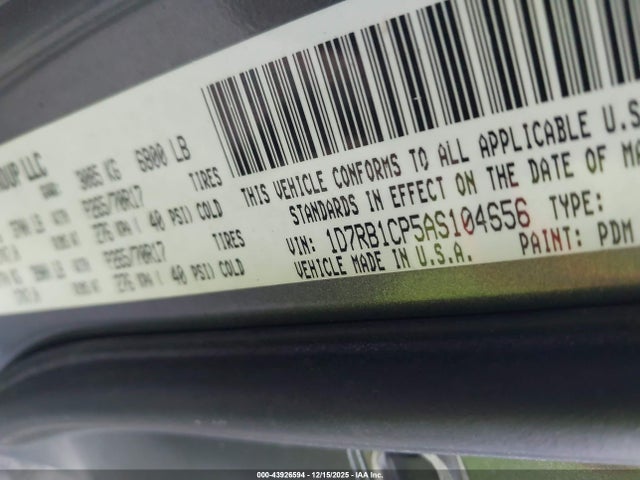 ROUP LLC
3085 KG 6800 LB
P265/70R17 TIRES
276 KPA ( 40 PSI) COLD
P265/70R17 TIRES
276 KPA ( 40 PSI) COLD
THIS VEHICLE CONFORMS TO ALL APPLICABLE U.S
STANDARDS IN EFFECT ON THE DATE OF MA
VIN: 1D7RB1CP5AS104656 TYPE:
VEHICLE MADE IN U.S.A. PAINT: PDM
000-43926594 - 12/15/2025 - IAA Inc.